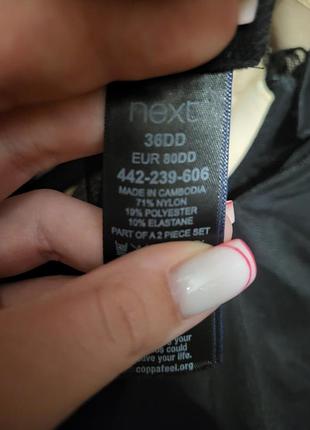 next
36DD
EUR 80DD
442-239-606
MADE IN CAMBODIA
71% NYLON
19% POLYESTER
10% ELASTANE
PART OF A 2 PIECE SET
your
could
save your life.
coppafeel.org